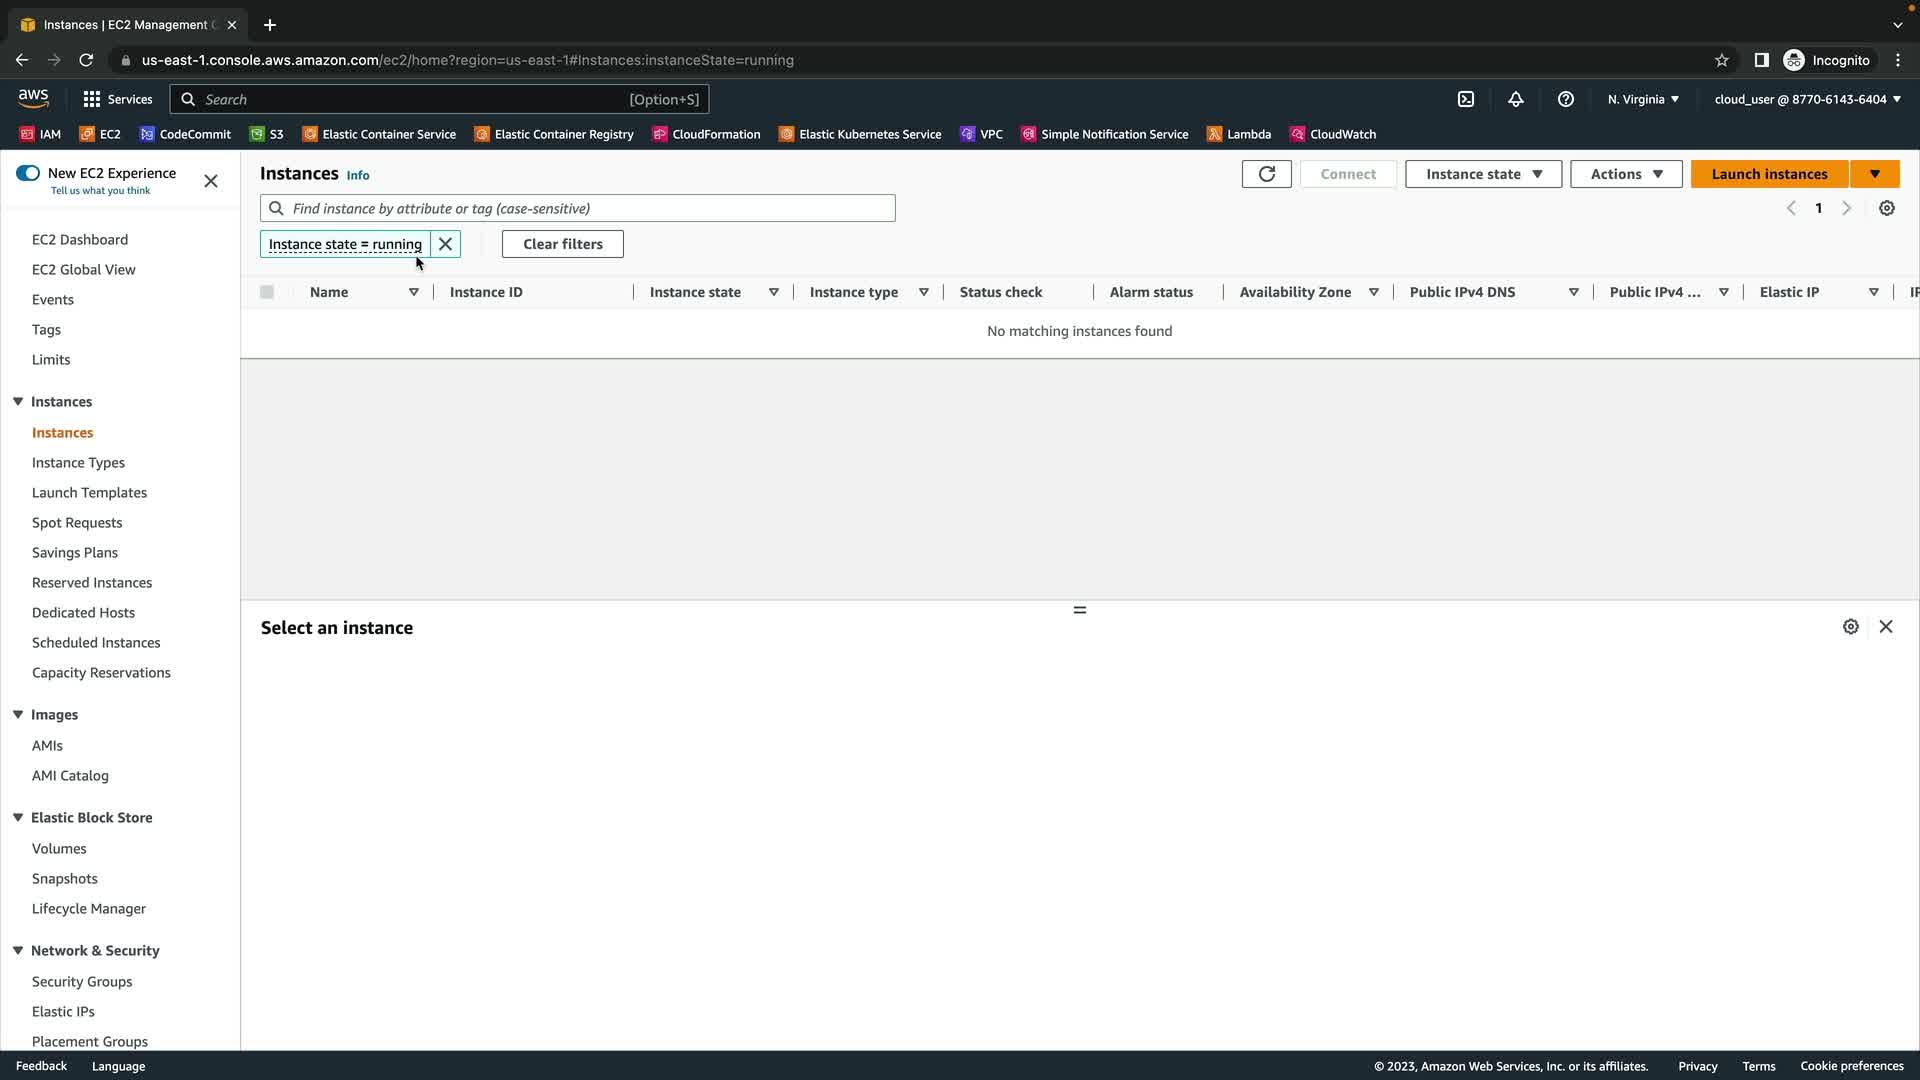 Instances | EC2 Management C
us-east-1.console.aws.amazon.com/ec2/home?region=us-east-1#Instances:instanceState=running
Incognito
aws
Services
Search
[Option+S]
N. Virginia
cloud_user @ 8770-6143-6404
IAM
EC2
CodeCommit
S3
Elastic Container Service
Elastic Container Registry
CloudFormation
Elastic Kubernetes Service
VPC
Simple Notification Service
Lambda
CloudWatch
New EC2 Experience
Tell us what you think
EC2 Dashboard
EC2 Global View
Events
Tags
Limits
Instances
Instances
Instance Types
Launch Templates
Spot Requests
Savings Plans
Reserved Instances
Dedicated Hosts
Scheduled Instances
Capacity Reservations
Images
AMIs
AMI Catalog
Elastic Block Store
Volumes
Snapshots
Lifecycle Manager
Network & Security
Security Groups
Elastic IPs
Placement Groups
Instances Info
Connect
Instance state
Actions
Launch instances
Find instance by attribute or tag (case-sensitive)
1
Instance state = running
Clear filters
Name
Instance ID
Instance state
Instance type
Status check
Alarm status
Availability Zone
Public IPv4 DNS
Public IPv4 ...
Elastic IP
No matching instances found
Select an instance
Feedback
Language
© 2023, Amazon Web Services, Inc. or its affiliates.
Privacy
Terms
Cookie preferences